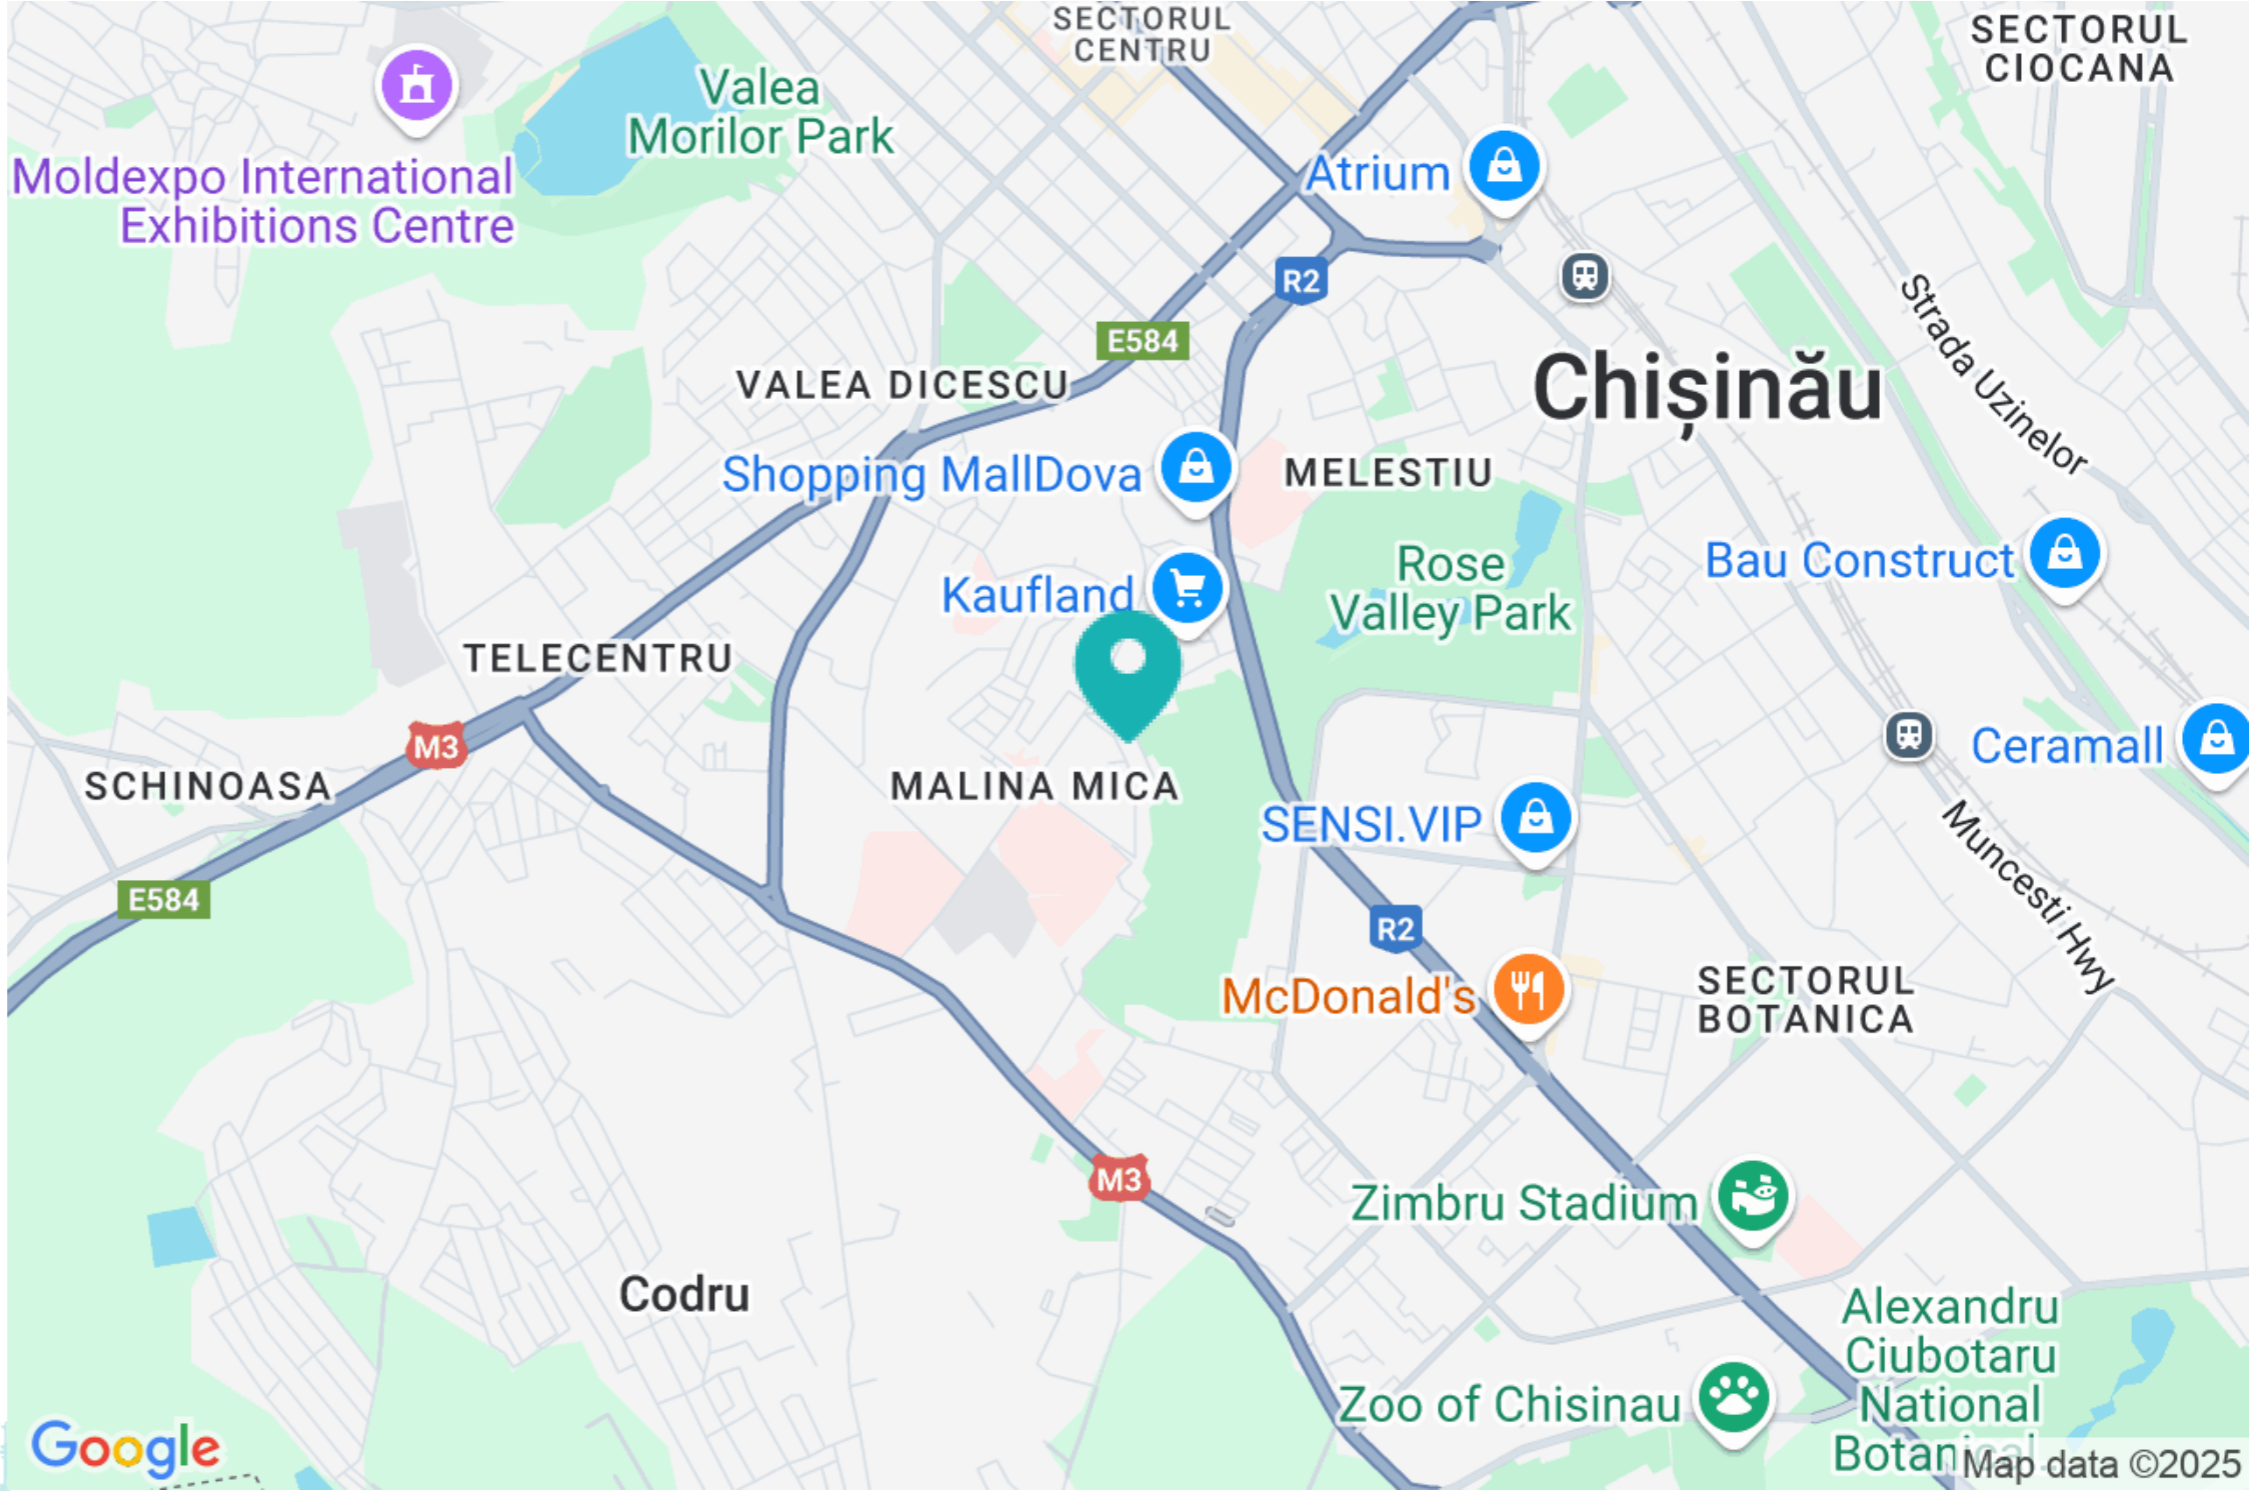 SECTORUL
CENTRU
SECTORUL
CIOCANA
Valea
Morilor Park
Moldexpo International
Exhibitions Centre
Atrium
R2
E584
Strada Uzinelor
VALEA DICESCU
Chișinău
Shopping MallDova
MELESTIU
Rose
Valley Park
Bau Construct
Kaufland
TELECENTRU
M3
Ceramall
SCHINOASA
MALINA MICA
SENSI.VIP
Muncesti Hwy
E584
R2
McDonald's
SECTORUL
BOTANICA
M3
Zimbru Stadium
Codru
Alexandru
Ciubotaru
National
Botanical
Zoo of Chisinau
Google
Map data ©2025